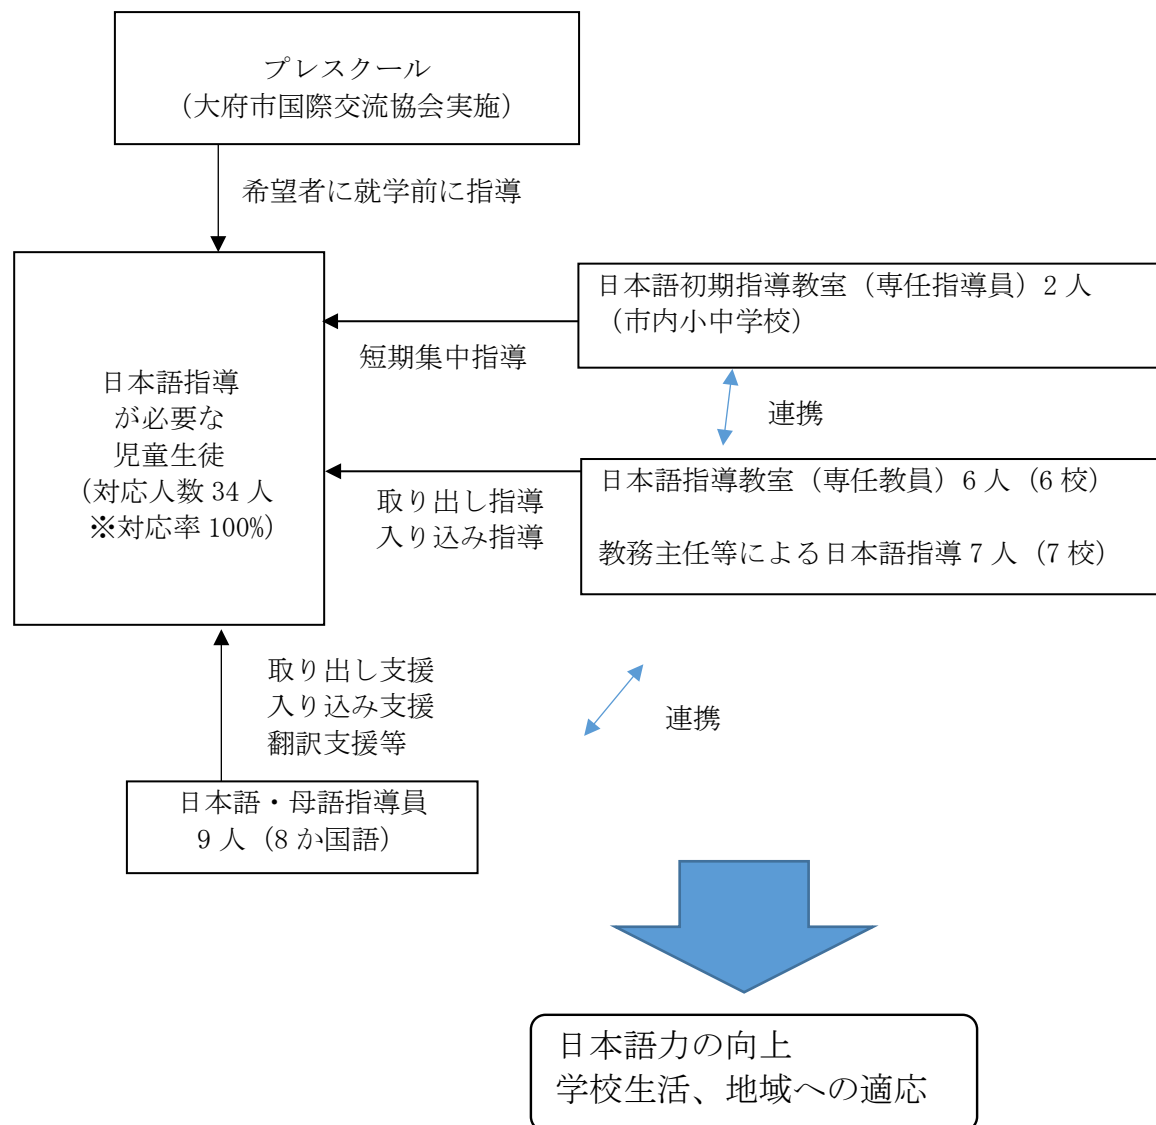 プレスクール
（大府市国際交流協会実施）
希望者に就学前に指導
日本語初期指導教室（専任指導員）2 人
（市内小中学校）
短期集中指導
日本語指導
が必要な
児童生徒
（対応人数 34 人
※対応率 100%）
連携
日本語指導教室（専任教員）6 人（6 校）
教務主任等による日本語指導 7 人（7 校）
取り出し指導
入り込み指導
取り出し支援
入り込み支援
翻訳支援等
連携
日本語・母語指導員
9 人（8 か国語）
日本語力の向上
学校生活、地域への適応